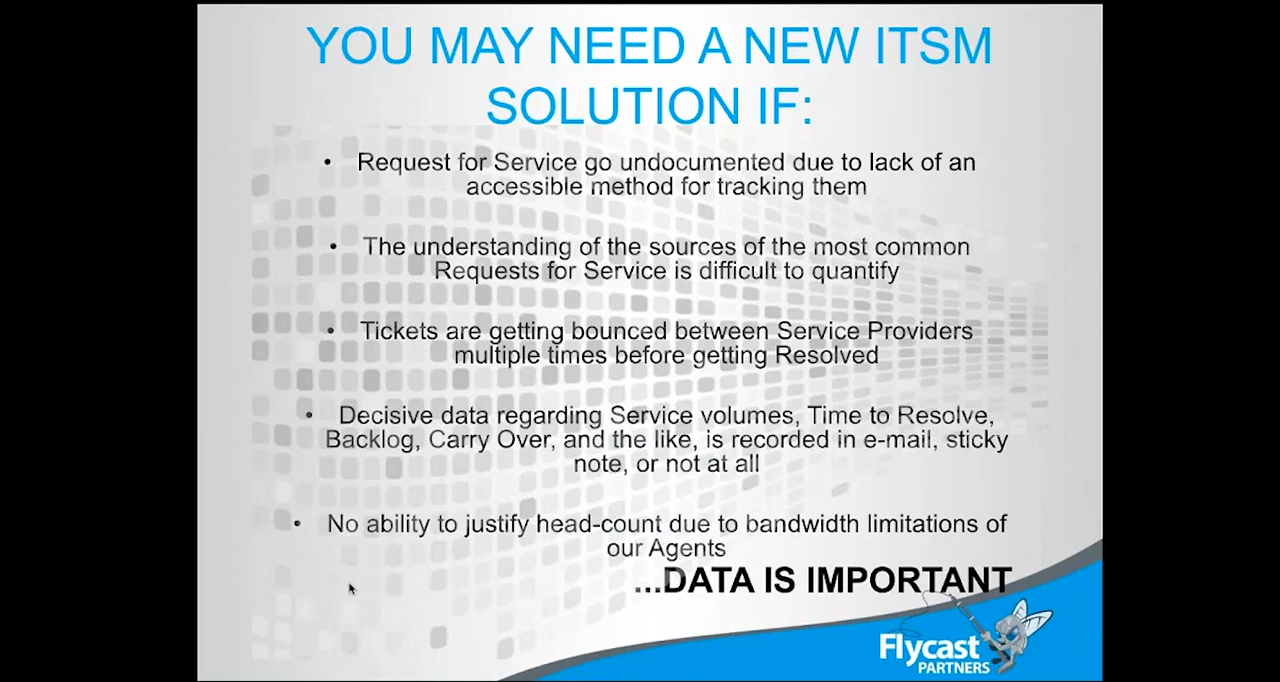 YOU MAY NEED A NEW ITSM
SOLUTION IF:
• Request for Service go undocumented due to lack of an
accessible method for tracking them
• The understanding of the sources of the most common
Requests for Service is difficult to quantify
• Tickets are getting bounced between Service Providers
multiple times before getting Resolved
• Decisive data regarding Service volumes, Time to Resolve,
Backlog, Carry Over, and the like, is recorded in e-mail, sticky
note, or not at all
• No ability to justify head-count due to bandwidth limitations of
our Agents
...DATA IS IMPORTANT
Flycast
PARTNERS